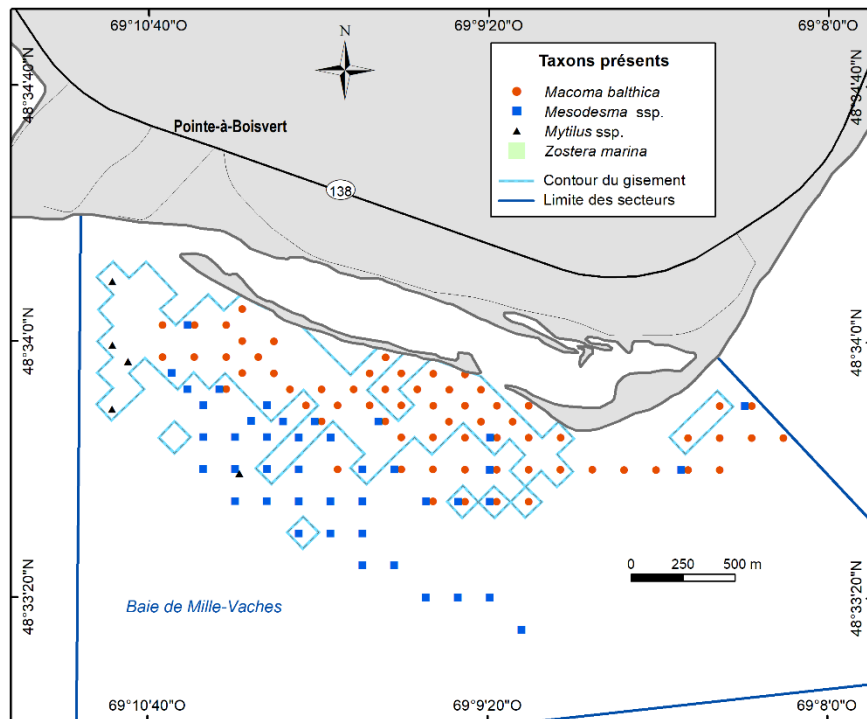 69°10'40"O 69°9'20"O 69°8'0"O
N
48°34'40"N
48°34'40"N
Taxons présents
Macoma balthica
Mesodesma ssp.
Mytilus ssp.
Zostera marina
Contour du gisement
Limite des secteurs
Pointe-à-Boisvert
138
48°34'0"N
48°34'0"N
0 250 500 m
48°33'20"N
48°33'20"N
Baie de Mille-Vaches
69°10'40"O 69°9'20"O 69°8'0"O